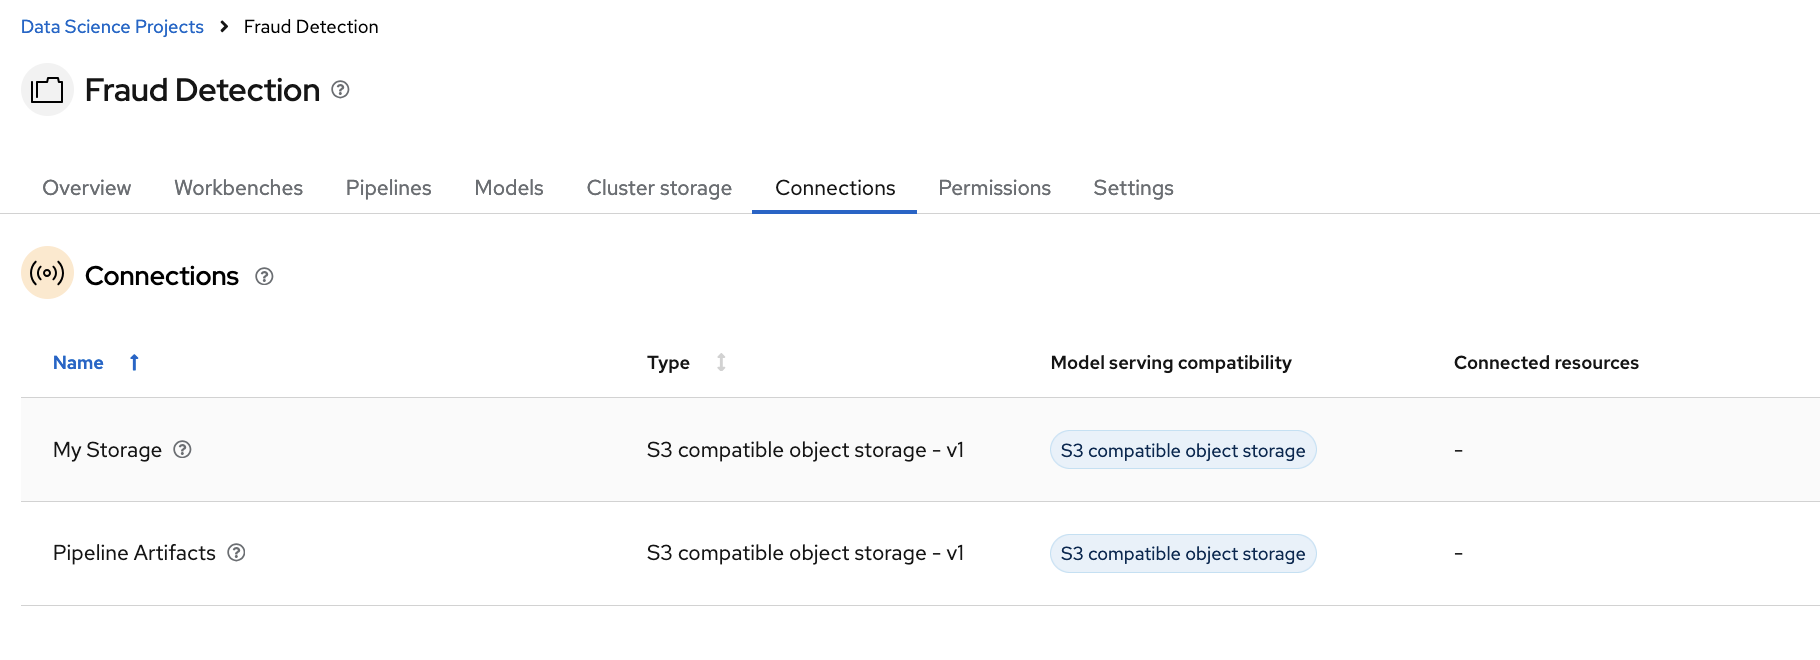 Data Science Projects > Fraud Detection
Fraud Detection
Overview Workbenches Pipelines Models Cluster storage Connections Permissions Settings
Connections
Name Type Model serving compatibility Connected resources
My Storage S3 compatible object storage - v1 S3 compatible object storage -
Pipeline Artifacts S3 compatible object storage - v1 S3 compatible object storage -